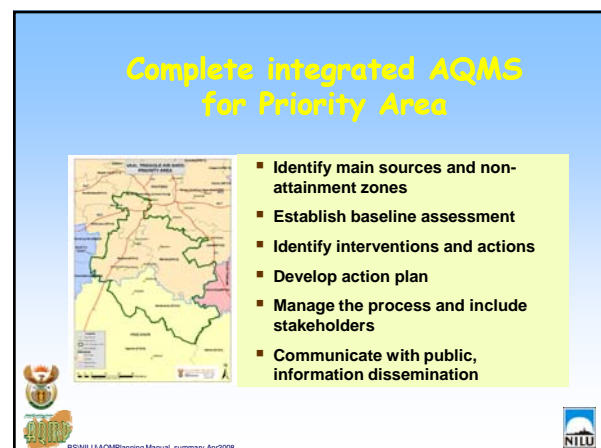 Complete integrated AQMS
for Priority Area
VAAL TRIANGLE AIR-SHED
PRIORITY AREA
▪ Identify main sources and non-
attainment zones
▪ Establish baseline assessment
▪ Identify interventions and actions
▪ Develop action plan
▪ Manage the process and include
stakeholders
▪ Communicate with public,
information dissemination
NILU